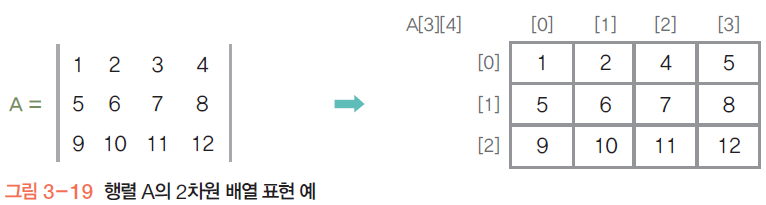 A[3][4] [0] [1] [2] [3]
A = 1 2 3 4 [0] 1 2 4 5
5 6 7 8 [1] 5 6 7 8
9 10 11 12 [2] 9 10 11 12
그림 3-19 행렬 A의 2차원 배열 표현 예